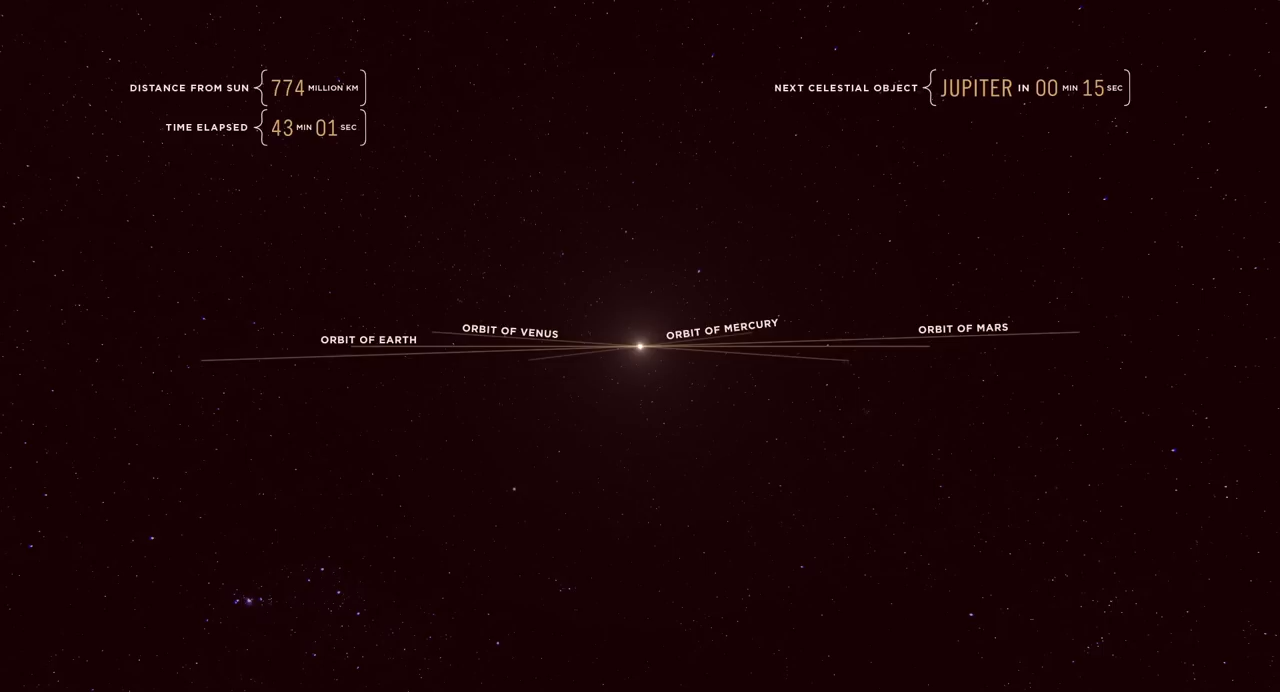 DISTANCE FROM SUN 774 MILLION KM
TIME ELAPSED 43 MIN 01 SEC
NEXT CELESTIAL OBJECT JUPITER IN 00 MIN 15 SEC
ORBIT OF EARTH
ORBIT OF VENUS
ORBIT OF MERCURY
ORBIT OF MARS